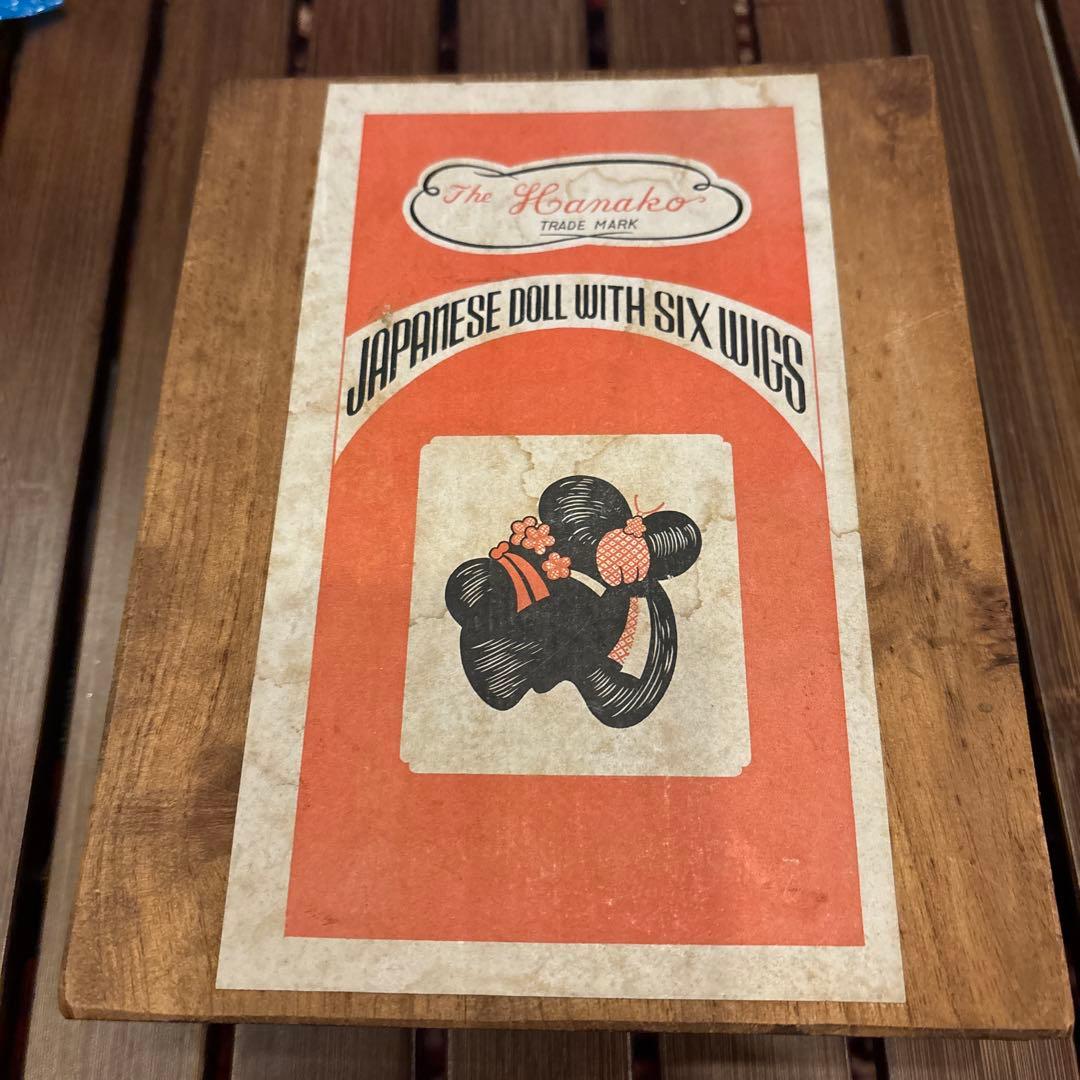 The Hanako
TRADE MARK
JAPANESE DOLL WITH SIX WIGS